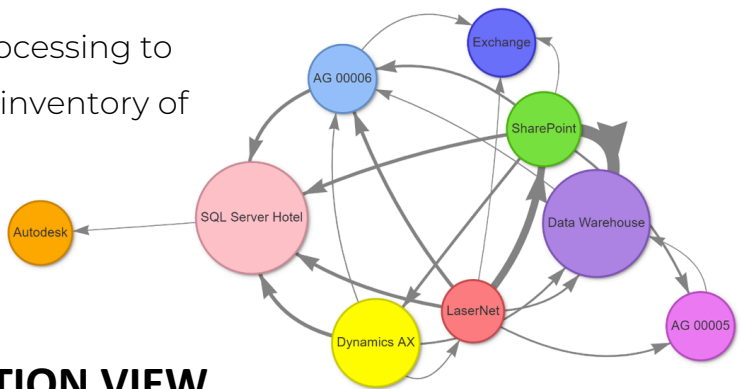 ocessing to
inventory of
Exchange
AG 00006
SharePoint
SQL Server Hotel
Data Warehouse
Autodesk
LaserNet
AG 00005
Dynamics AX
TION VIEW